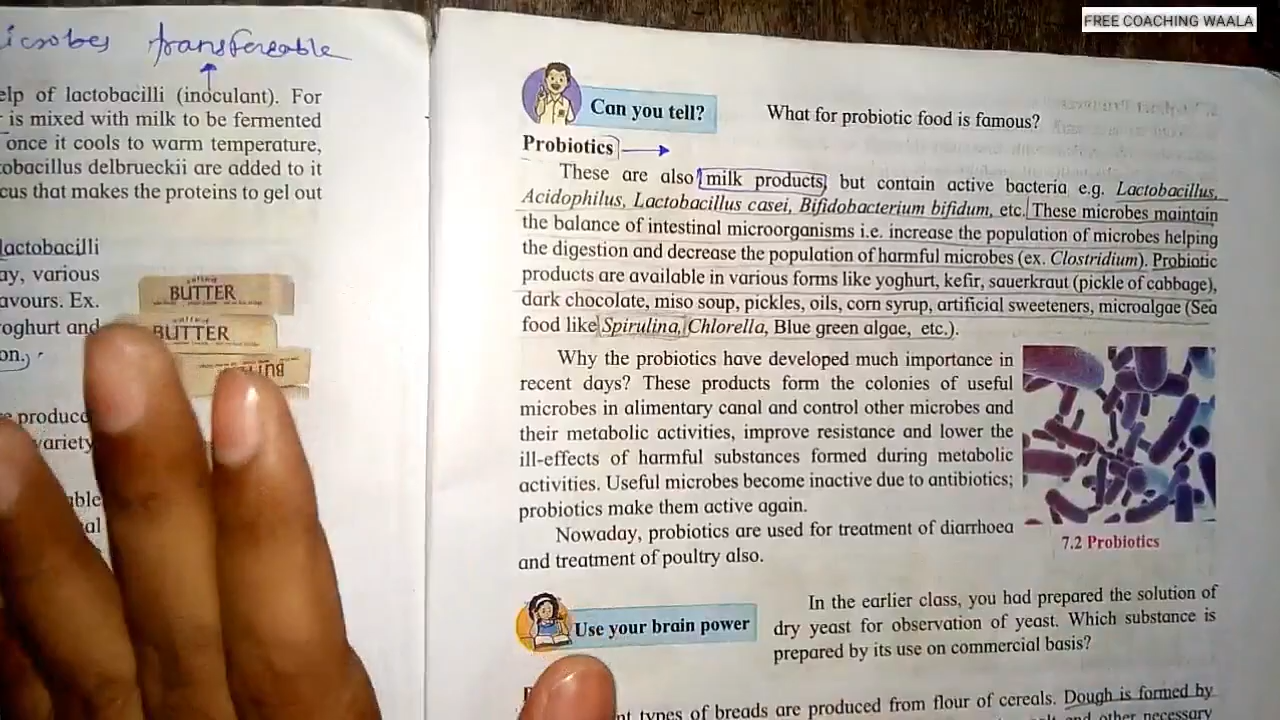 FREE COACHING WAALA
icrobes transfereable
elp of lactobacilli (inoculant). For
is mixed with milk to be fermented
once it cools to warm temperature,
tobacillus delbrueckii are added to it
cus that makes the proteins to gel out
lactobacilli
ay, various
avours. Ex.
yoghurt and
on.
BUTTER
BUTTER
e produce
variety
able
al
Can you tell?
What for probiotic food is famous?
Probiotics
These are also milk products, but contain active bacteria e.g. Lactobacillus,
Acidophilus, Lactobacillus casei, Bifidobacterium bifidum, etc. These microbes maintain
the balance of intestinal microorganisms i.e. increase the population of microbes helping
the digestion and decrease the population of harmful microbes (ex. Clostridium). Probiotic
products are available in various forms like yoghurt, kefir, sauerkraut (pickle of cabbage),
dark chocolate, miso soup, pickles, oils, corn syrup, artificial sweeteners, microalgae (Sea
food like Spirulina, Chlorella, Blue green algae, etc.).
Why the probiotics have developed much importance in
recent days? These products form the colonies of useful
microbes in alimentary canal and control other microbes and
their metabolic activities, improve resistance and lower the
ill-effects of harmful substances formed during metabolic
activities. Useful microbes become inactive due to antibiotics;
probiotics make them active again.
Nowaday, probiotics are used for treatment of diarrhoea
and treatment of poultry also.
7.2 Probiotics
Use your brain power
In the earlier class, you had prepared the solution of
dry yeast for observation of yeast. Which substance is
prepared by its use on commercial basis?
nt types of breads are produced from flour of cereals. Dough is formed by
and other necessary